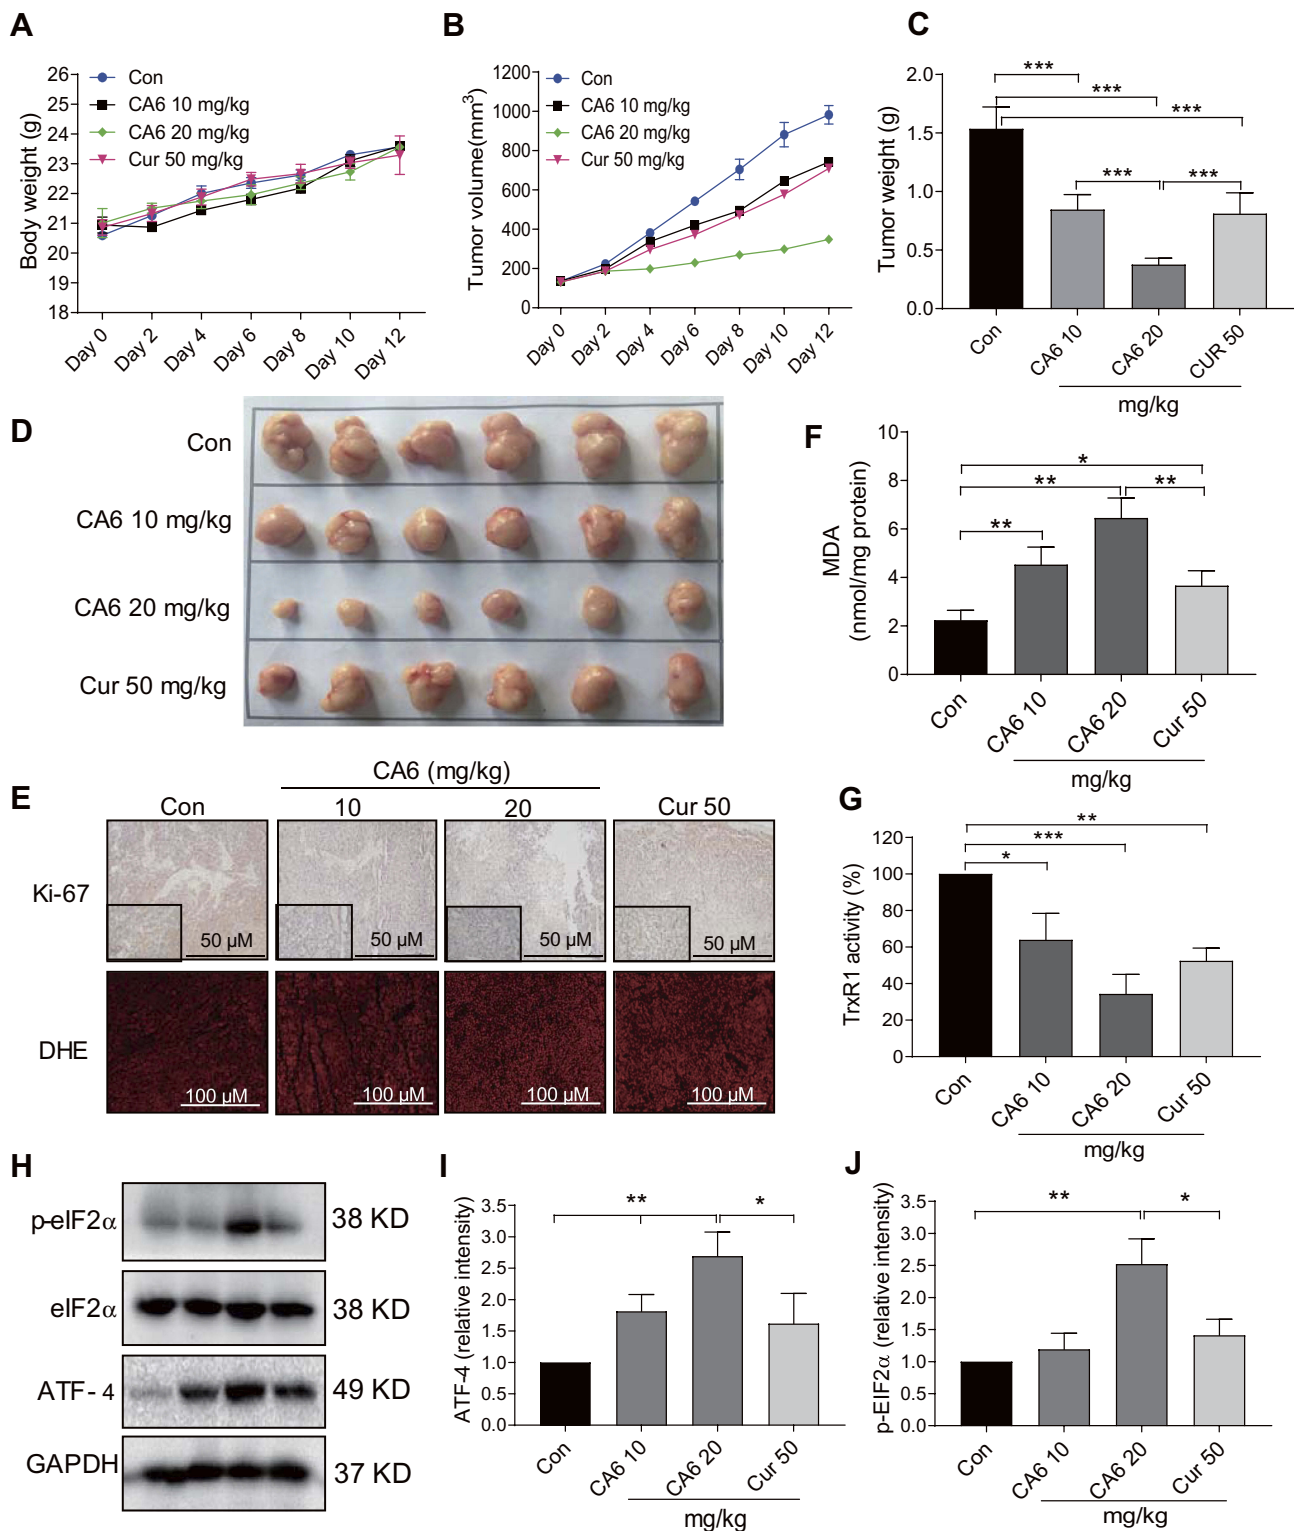 A
Body weight (g)
26
25
24
23
22
21
20
19
18
Con
CA6 10 mg/kg
CA6 20 mg/kg
Cur 50 mg/kg
Day 0
Day 2
Day 4
Day 6
Day 8
Day 10
Day 12
B
Tumor volume(mm³)
1200
1000
800
600
400
200
0
Con
CA6 10 mg/kg
CA6 20 mg/kg
Cur 50 mg/kg
Day 0
Day 2
Day 4
Day 6
Day 8
Day 10
Day 12
C
Tumor weight (g)
2.0
1.5
1.0
0.5
0.0
***
***
***
***
***
Con
CA6 10
CA6 20
CUR 50
mg/kg
D
Con
CA6 10 mg/kg
CA6 20 mg/kg
Cur 50 mg/kg
F
MDA
(nmol/mg protein)
10
8
6
4
2
0
*
**
**
**
Con
CA6 10
CA6 20
Cur 50
mg/kg
E
CA6 (mg/kg)
Con
10
20
Cur 50
Ki-67
50 µM
50 µM
50 µM
50 µM
DHE
100 µM
100 µM
100 µM
100 µM
G
TrxR1 activity (%)
120
100
80
60
40
20
0
**
***
*
Con
CA6 10
CA6 20
Cur 50
mg/kg
H
p-eIF2α
38 KD
eIF2α
38 KD
ATF-4
49 KD
GAPDH
37 KD
I
ATF-4 (relative intensity)
3.5
3.0
2.5
2.0
1.5
1.0
0.5
0.0
**
*
Con
CA6 10
CA6 20
Cur 50
mg/kg
J
p-EIF2α (relative intensity)
3.5
3.0
2.5
2.0
1.5
1.0
0.5
0.0
**
*
Con
CA6 10
CA6 20
Cur 50
mg/kg